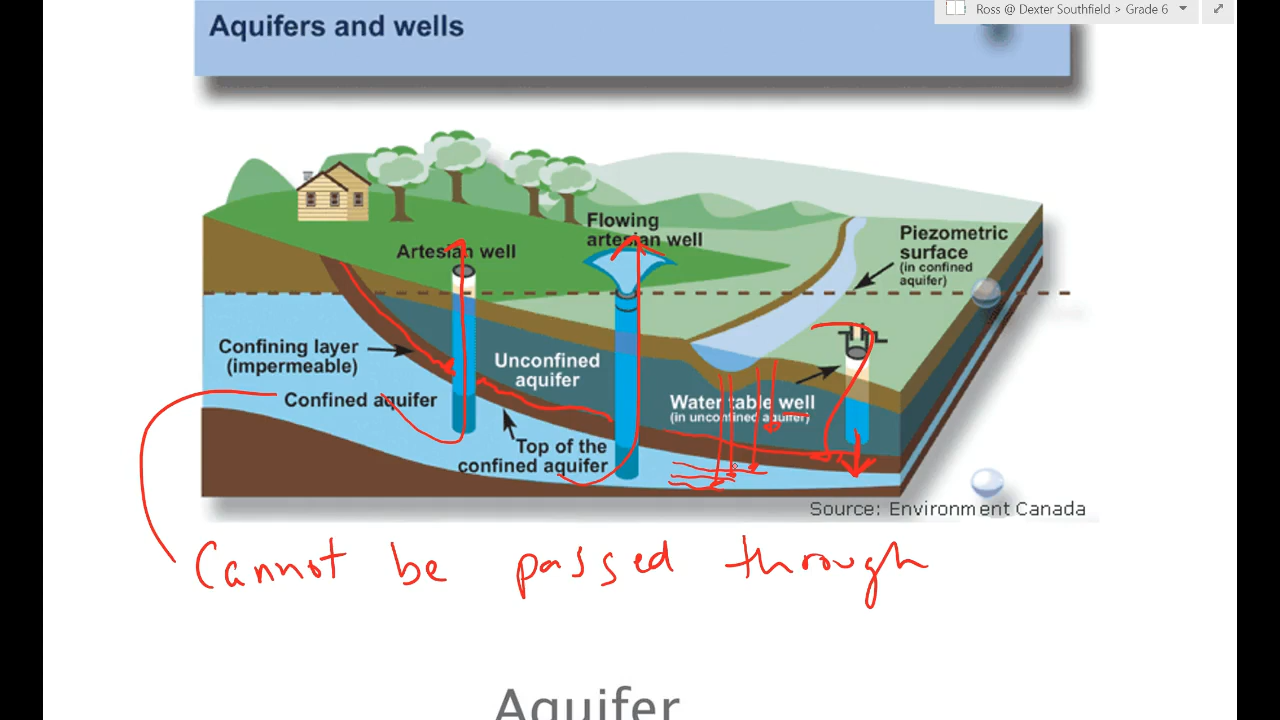 Ross @ Dexter Southfield > Grade 6
Aquifers and wells
Flowing
artesian well
Artesian well
Piezometric
surface
(in confined
aquifer)
Confining layer
(impermeable)
Unconfined
aquifer
Confined aquifer
Water table well
(in unconfined aquifer)
Top of the
confined aquifer
Source: Environment Canada
Cannot be passed through
Aquifer